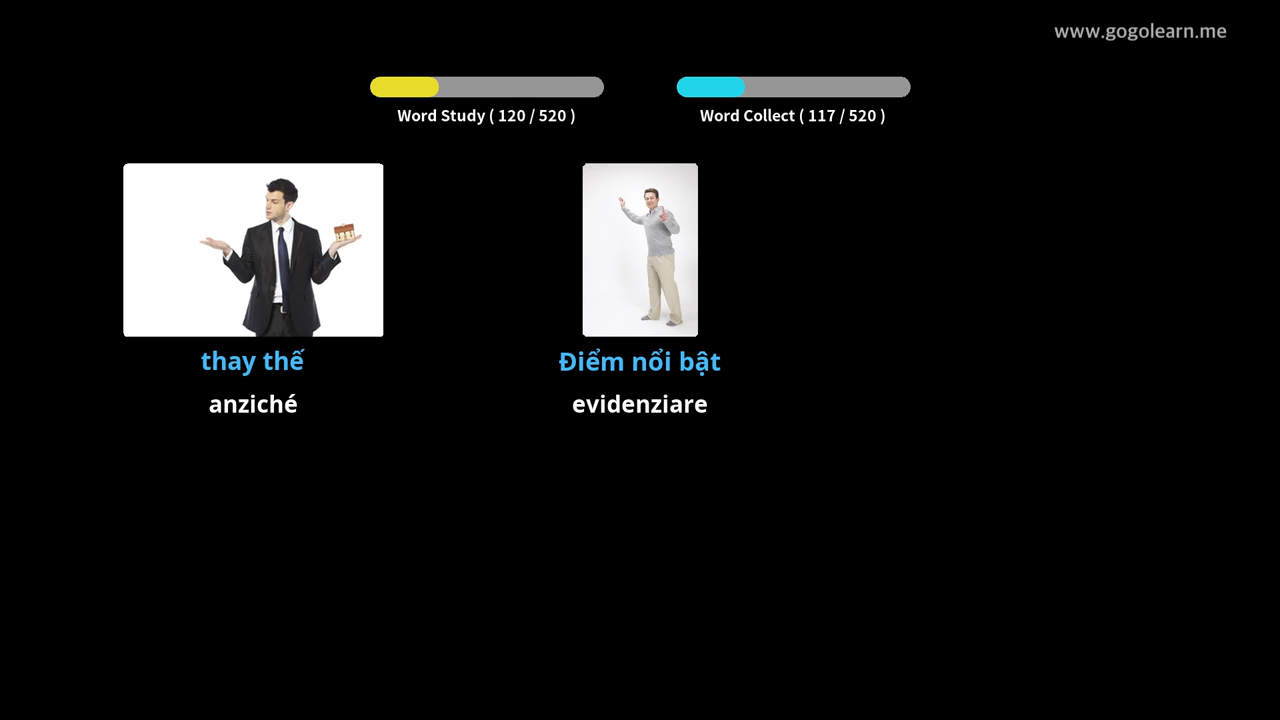 www.gogolearn.me
Word Study ( 120 / 520 )
Word Collect ( 117 / 520 )
thay thế
Điểm nổi bật
anziché
evidenziare